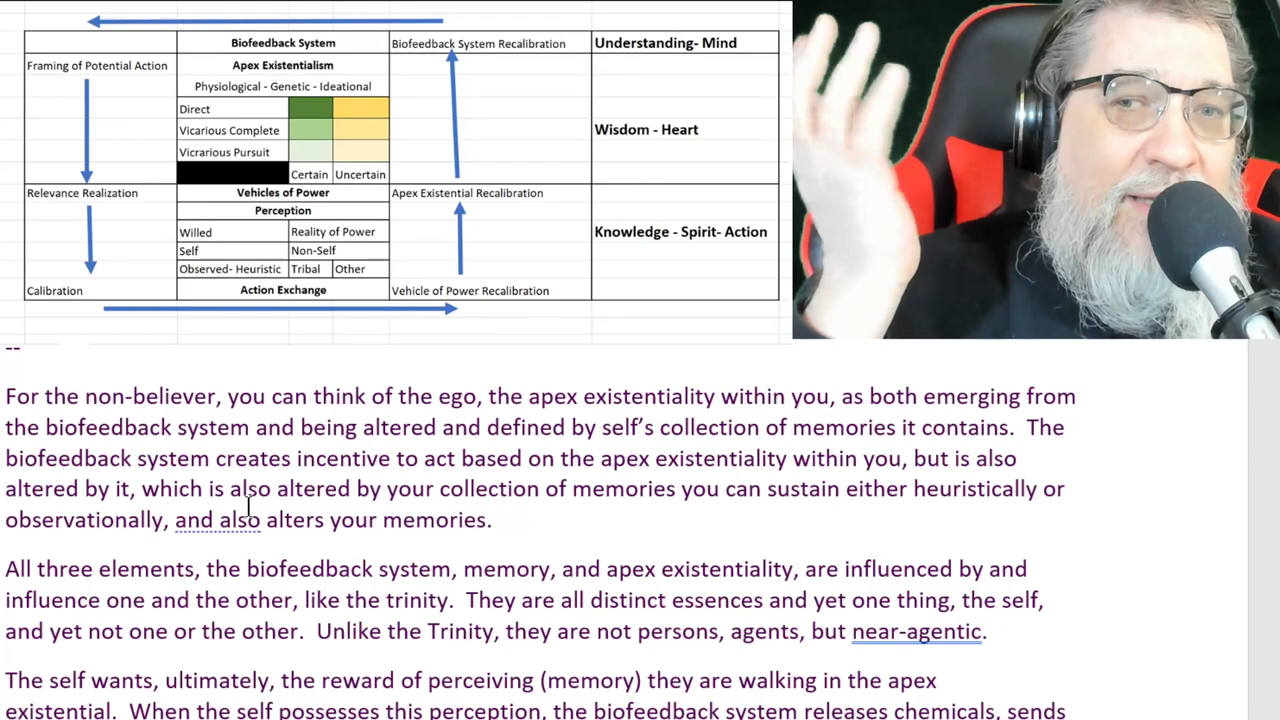 Biofeedback System Biofeedback System Recalibration Understanding- Mind
Framing of Potential Action Apex Existentialism
Physiological - Genetic - Ideational
Direct
Vicarious Complete Wisdom - Heart
Vicrarious Pursuit
Certain Uncertain
Relevance Realization Vehicles of Power Apex Existential Recalibration
Perception
Willed Reality of Power Knowledge - Spirit- Action
Self Non-Self
Observed- Heuristic Tribal Other
Calibration Action Exchange Vehicle of Power Recalibration
--
For the non-believer, you can think of the ego, the apex existentiality within you, as both emerging from
the biofeedback system and being altered and defined by self’s collection of memories it contains. The
biofeedback system creates incentive to act based on the apex existentiality within you, but is also
altered by it, which is also altered by your collection of memories you can sustain either heuristically or
observationally, and also alters your memories.
All three elements, the biofeedback system, memory, and apex existentiality, are influenced by and
influence one and the other, like the trinity. They are all distinct essences and yet one thing, the self,
and yet not one or the other. Unlike the Trinity, they are not persons, agents, but near-agentic.
The self wants, ultimately, the reward of perceiving (memory) they are walking in the apex
existential. When the self possesses this perception, the biofeedback system releases chemicals, sends